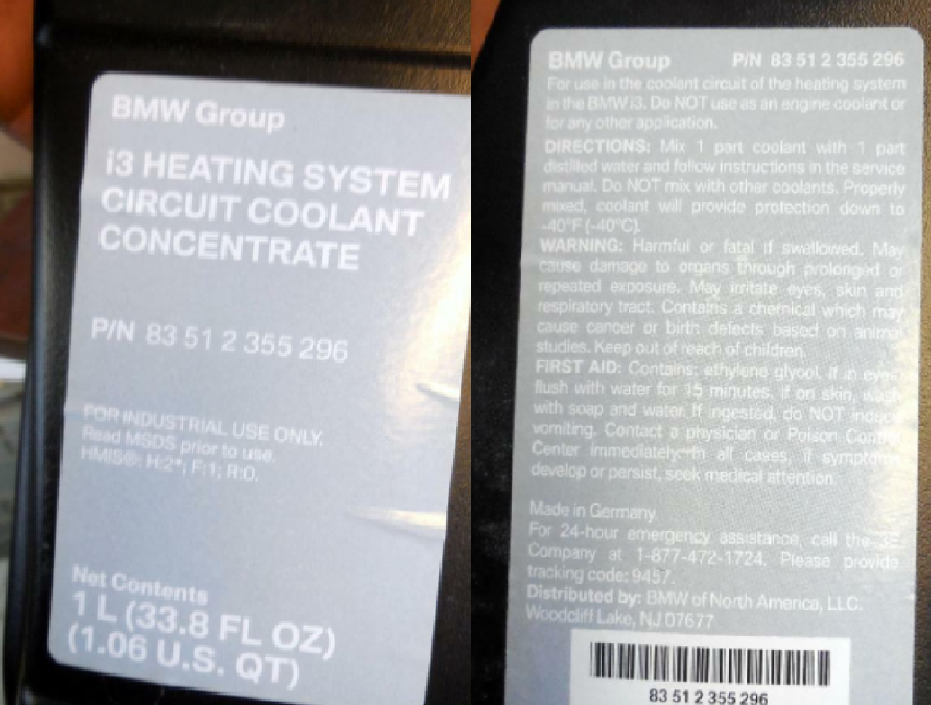 BMW Group
i3 HEATING SYSTEM
CIRCUIT COOLANT
CONCENTRATE
P/N 83 51 2 355 296
FOR INDUSTRIAL USE ONLY.
Read MSDS prior to use.
HMIS®: H:2*; F:1; R:0.
Net Contents
1 L (33.8 FL OZ)
(1.06 U.S. QT)
BMW Group P/N 83 51 2 355 296
For use in the coolant circuit of the heating system
in the BMW i3. Do NOT use as an engine coolant or
for any other application.
DIRECTIONS: Mix 1 part coolant with 1 part
distilled water and follow instructions in the service
manual. Do NOT mix with other coolants. Properly
mixed, coolant will provide protection down to
-40°F (-40°C).
WARNING: Harmful or fatal if swallowed. May
cause damage to organs through prolonged or
repeated exposure. May irritate eyes, skin and
respiratory tract. Contains a chemical which may
cause cancer or birth defects based on animal
studies. Keep out of reach of children.
FIRST AID: Contains: ethylene glycol. If in eyes
flush with water for 15 minutes, if on skin, wash
with soap and water. If ingested, do NOT induce
vomiting. Contact a physician or Poison Control
Center immediately. In all cases, if symptoms
develop or persist, seek medical attention.
Made in Germany
For 24-hour emergency assistance, call the 3E
Company at 1-877-472-1724. Please provide
tracking code: 9457.
Distributed by: BMW of North America, LLC.
Woodcliff Lake, NJ 07677
83 51 2 355 296